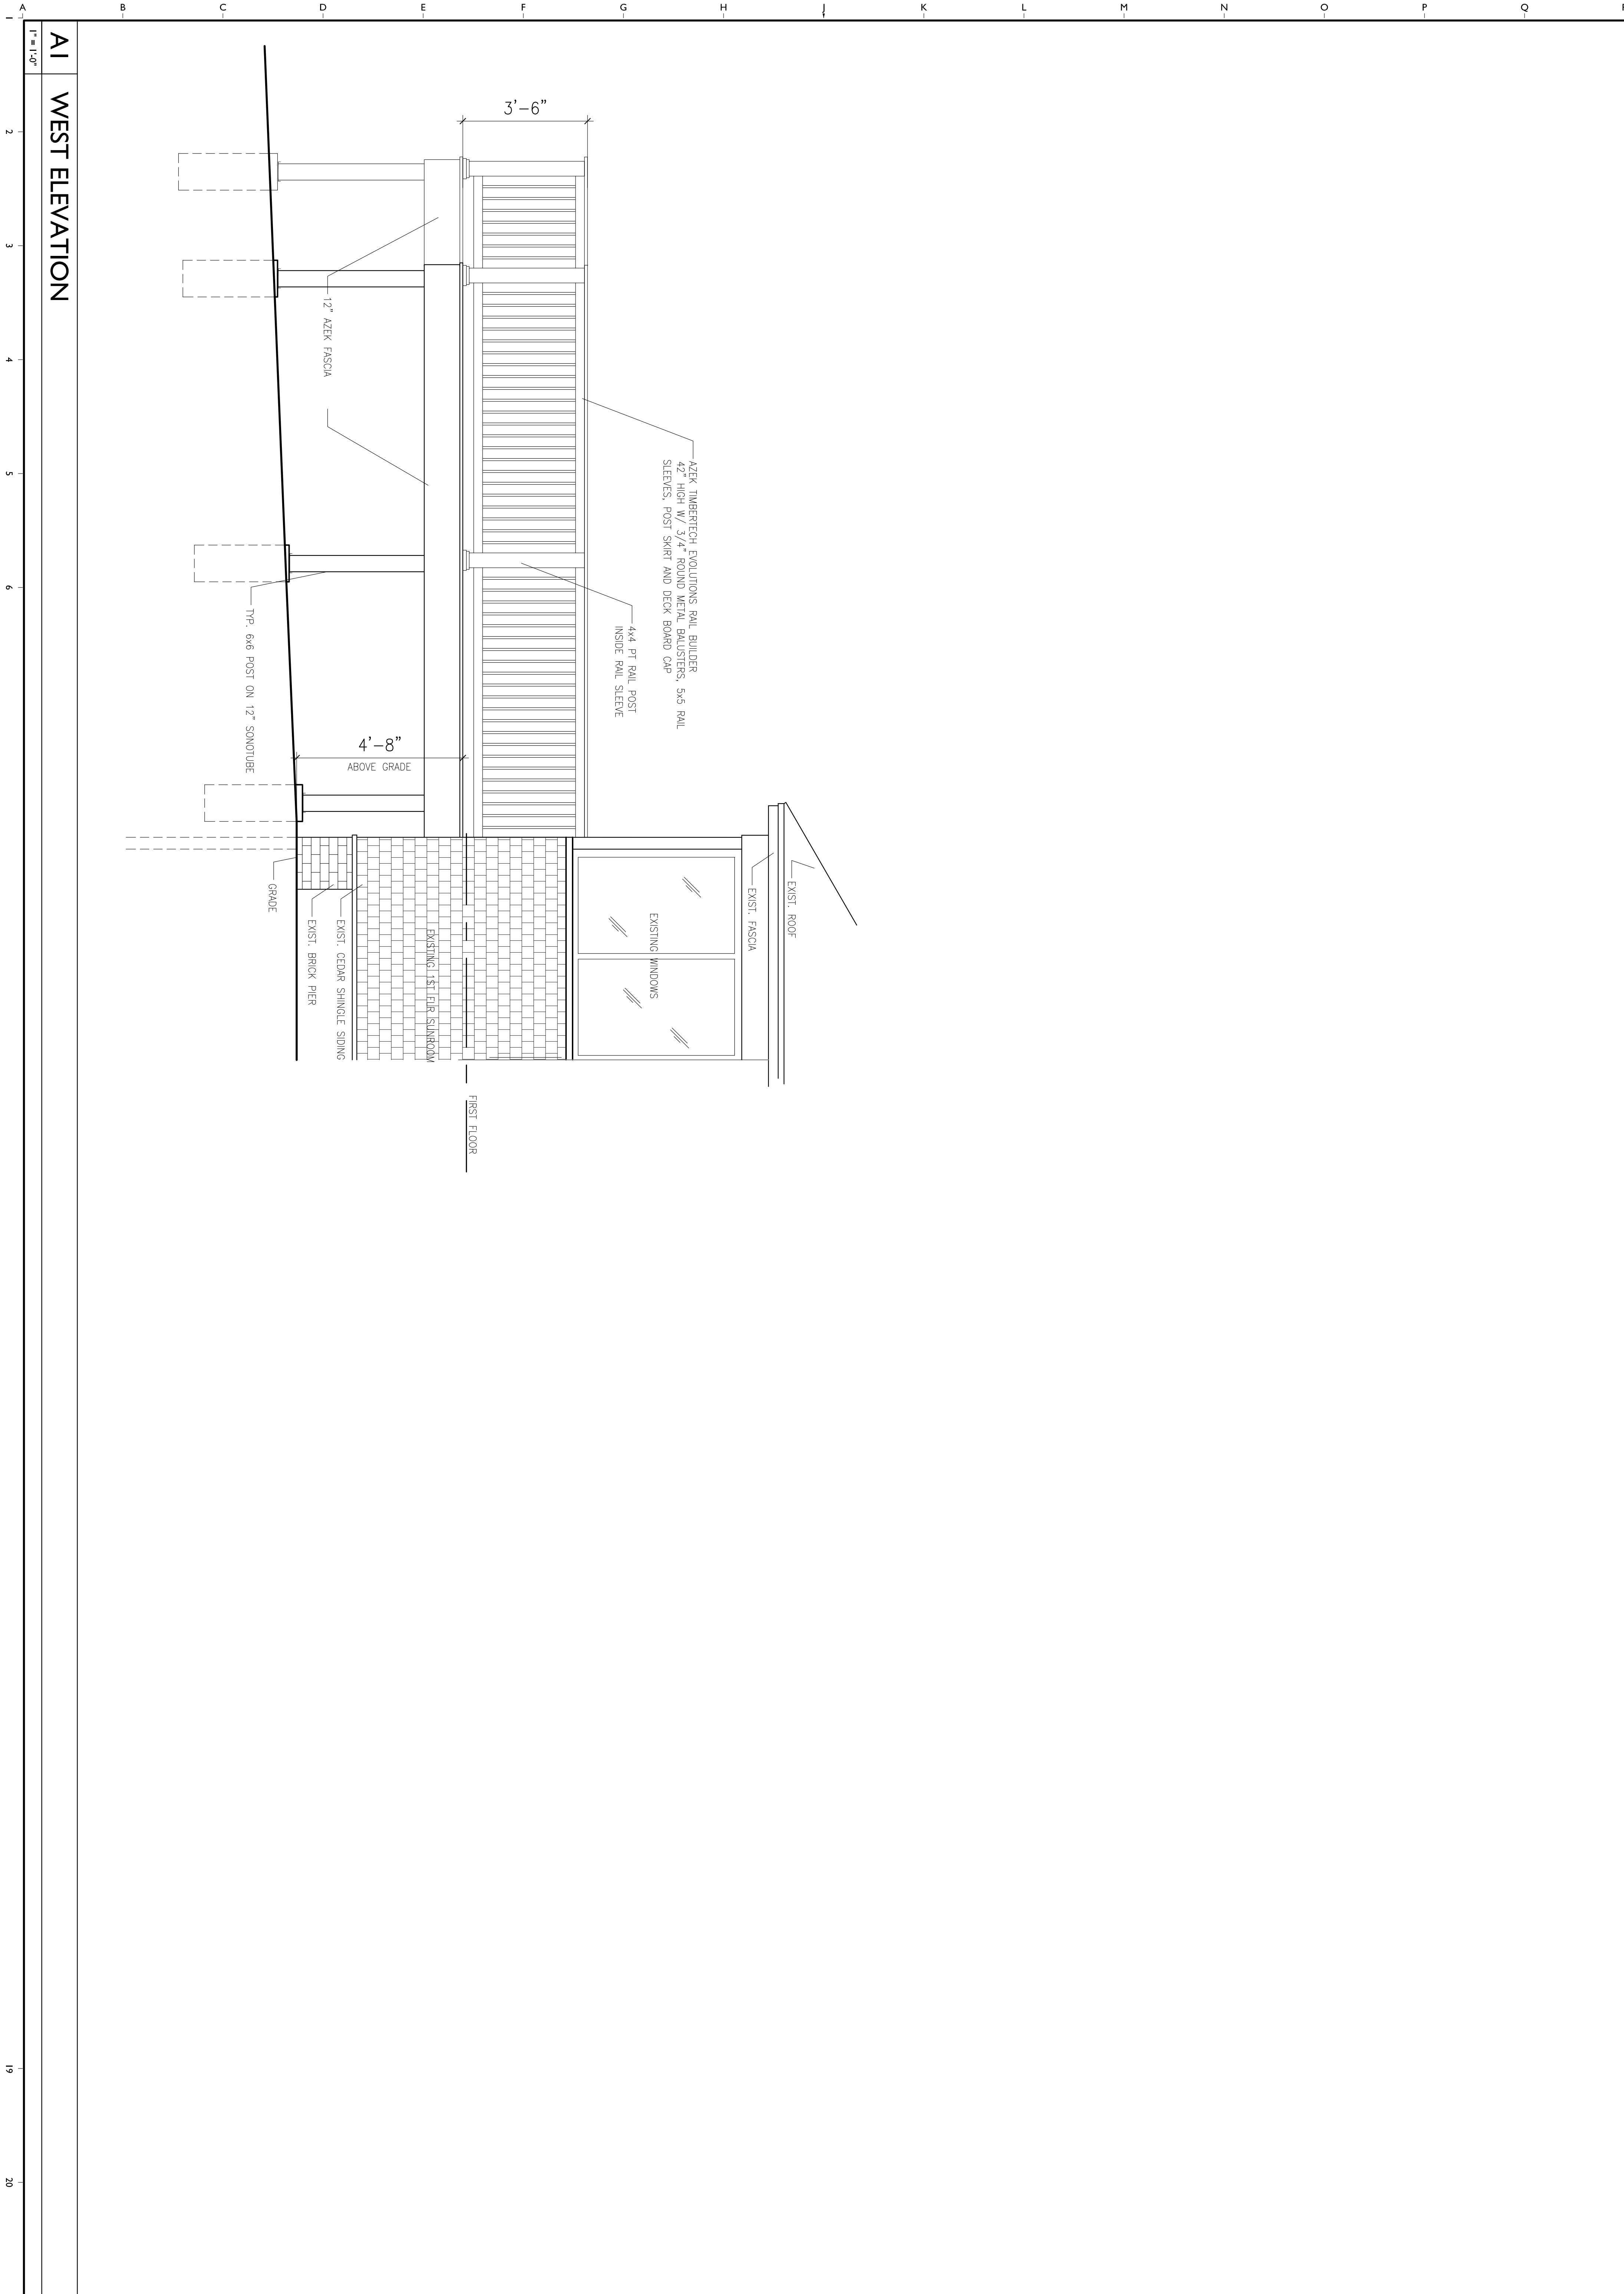 A
B
C
D
E
F
G
H
J
K
L
M
N
O
P
Q
1
2
3
4
5
6
19
20
A1
WEST ELEVATION
1" = 1'-0"
3'-6"
AZEK TIMBERTECH EVOLUTIONS RAIL BUILDER
42" HIGH W/ 3/4" ROUND METAL BALUSTERS, 5x5 RAIL
SLEEVES, POST SKIRT AND DECK BOARD CAP
4x4 PT RAIL POST
INSIDE RAIL SLEEVE
12" AZEK FASCIA
TYP. 6x6 POST ON 12" SONOTUBE
4'-8"
ABOVE GRADE
EXIST. ROOF
EXIST. FASCIA
EXISTING WINDOWS
EXISTING 1ST FLR SUNROOM
EXIST. CEDAR SHINGLE SIDING
EXIST. BRICK PIER
GRADE
FIRST FLOOR